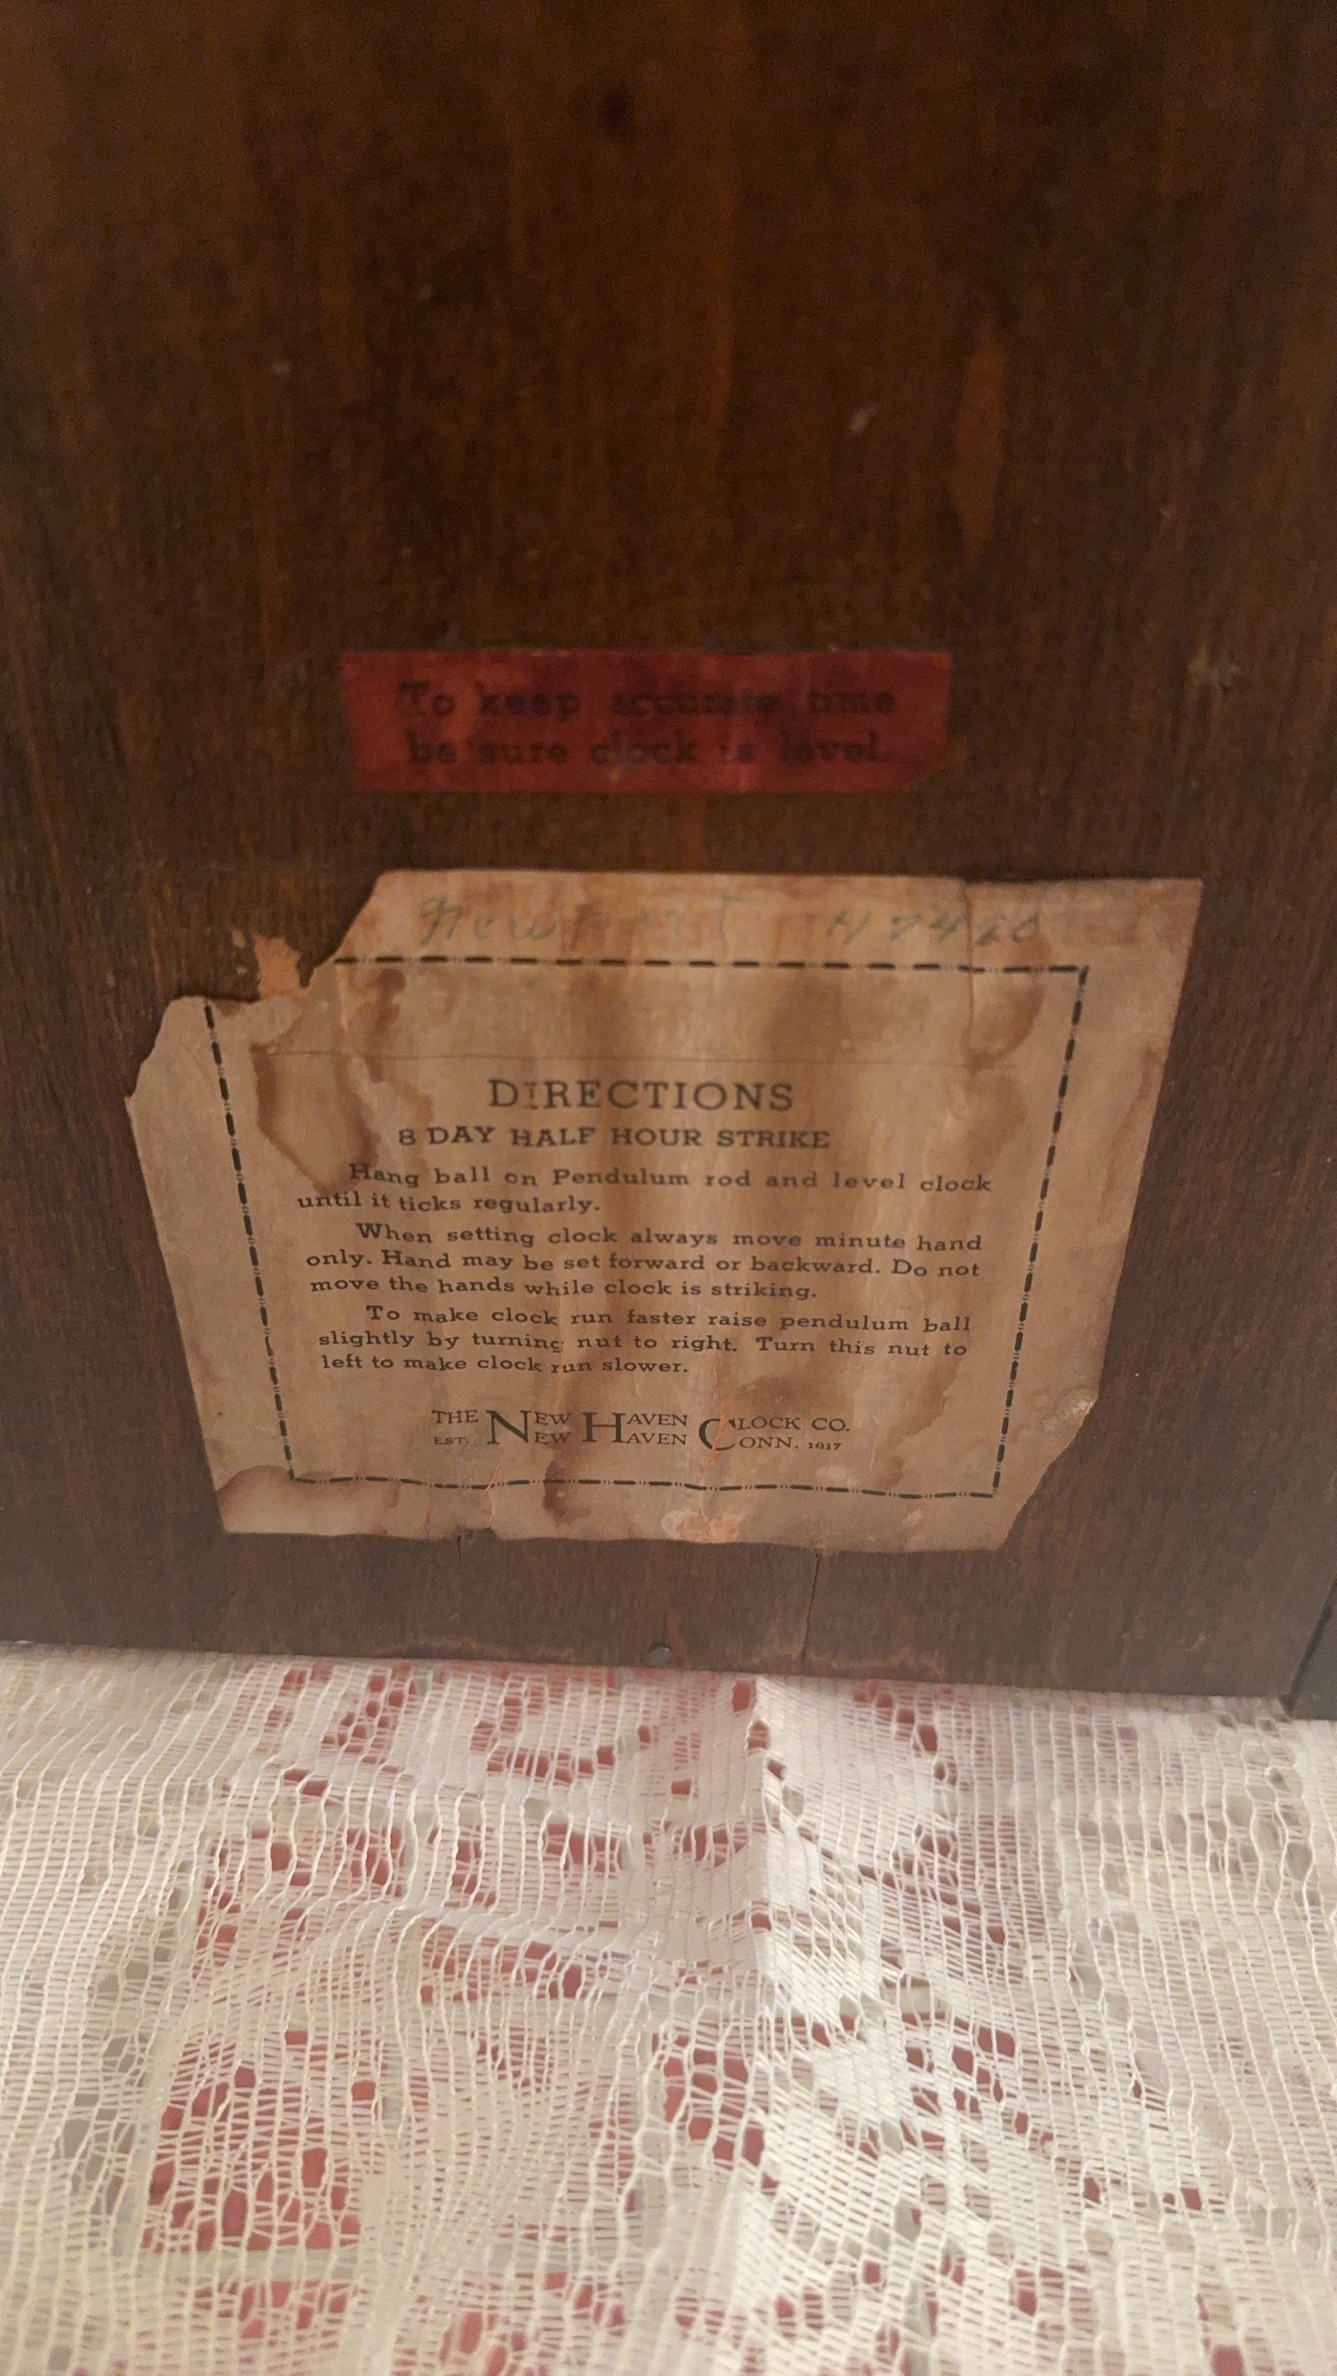 To keep accurate time
be sure clock is level.
Newport
DIRECTIONS
8 DAY HALF HOUR STRIKE
Hang ball on Pendulum rod and level clock
until it ticks regularly.
When setting clock always move minute hand
only. Hand may be set forward or backward. Do not
move the hands while clock is striking.
To make clock run faster raise pendulum ball
slightly by turning nut to right. Turn this nut to
left to make clock run slower.
THE NEW HAVEN CLOCK CO.
EST. NEW HAVEN CONN. 1817